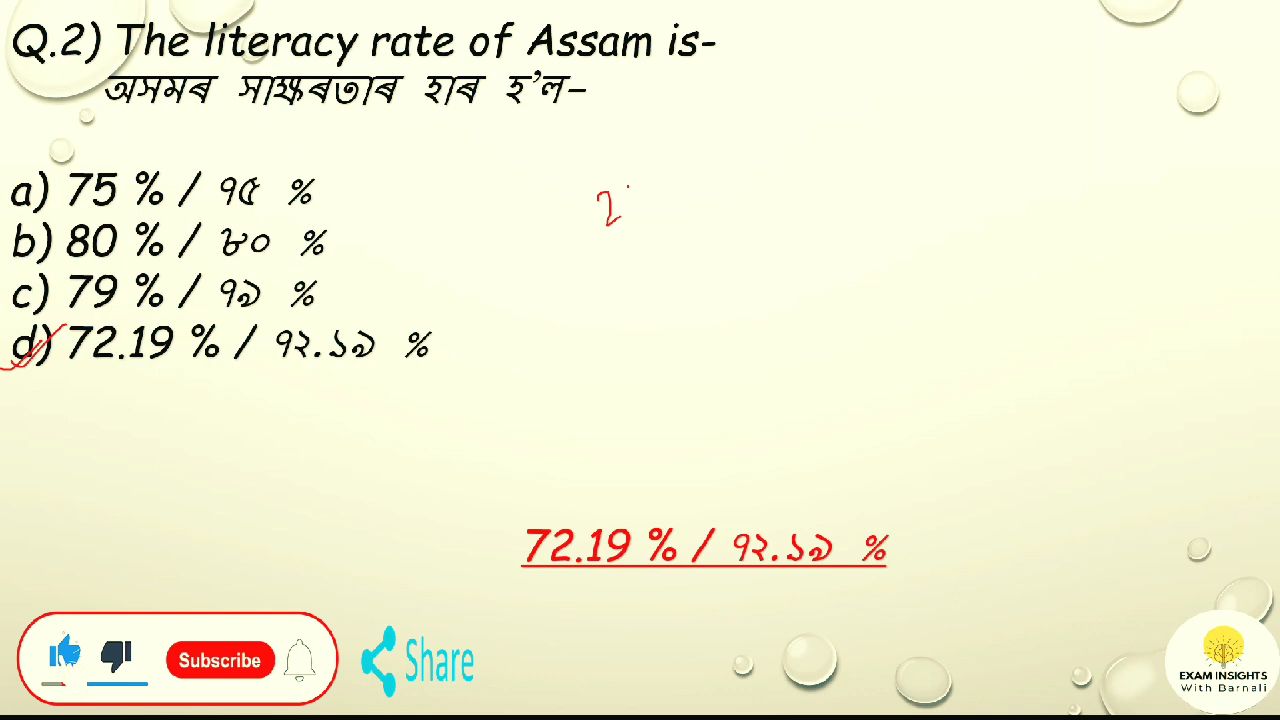 Q.2) The literacy rate of Assam is-
অসমৰ সাক্ষৰতাৰ হাৰ হ'ল–
a) 75 % / ৭৫ %
b) 80 % / ৮০ %
c) 79 % / ৭৯ %
d) 72.19 % / ৭২.১৯ %
72.19 % / ৭২.১৯ %
Subscribe
Share
EXAM INSIGHTS
With Barnali